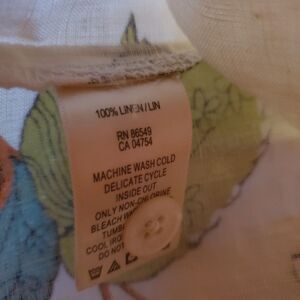 100% LINEN / LIN
RN 86549
CA 04754
MACHINE WASH COLD
DELICATE CYCLE
INSIDE OUT
ONLY NON-CHLORINE
BLEACH
COOL IRO
DO NOT